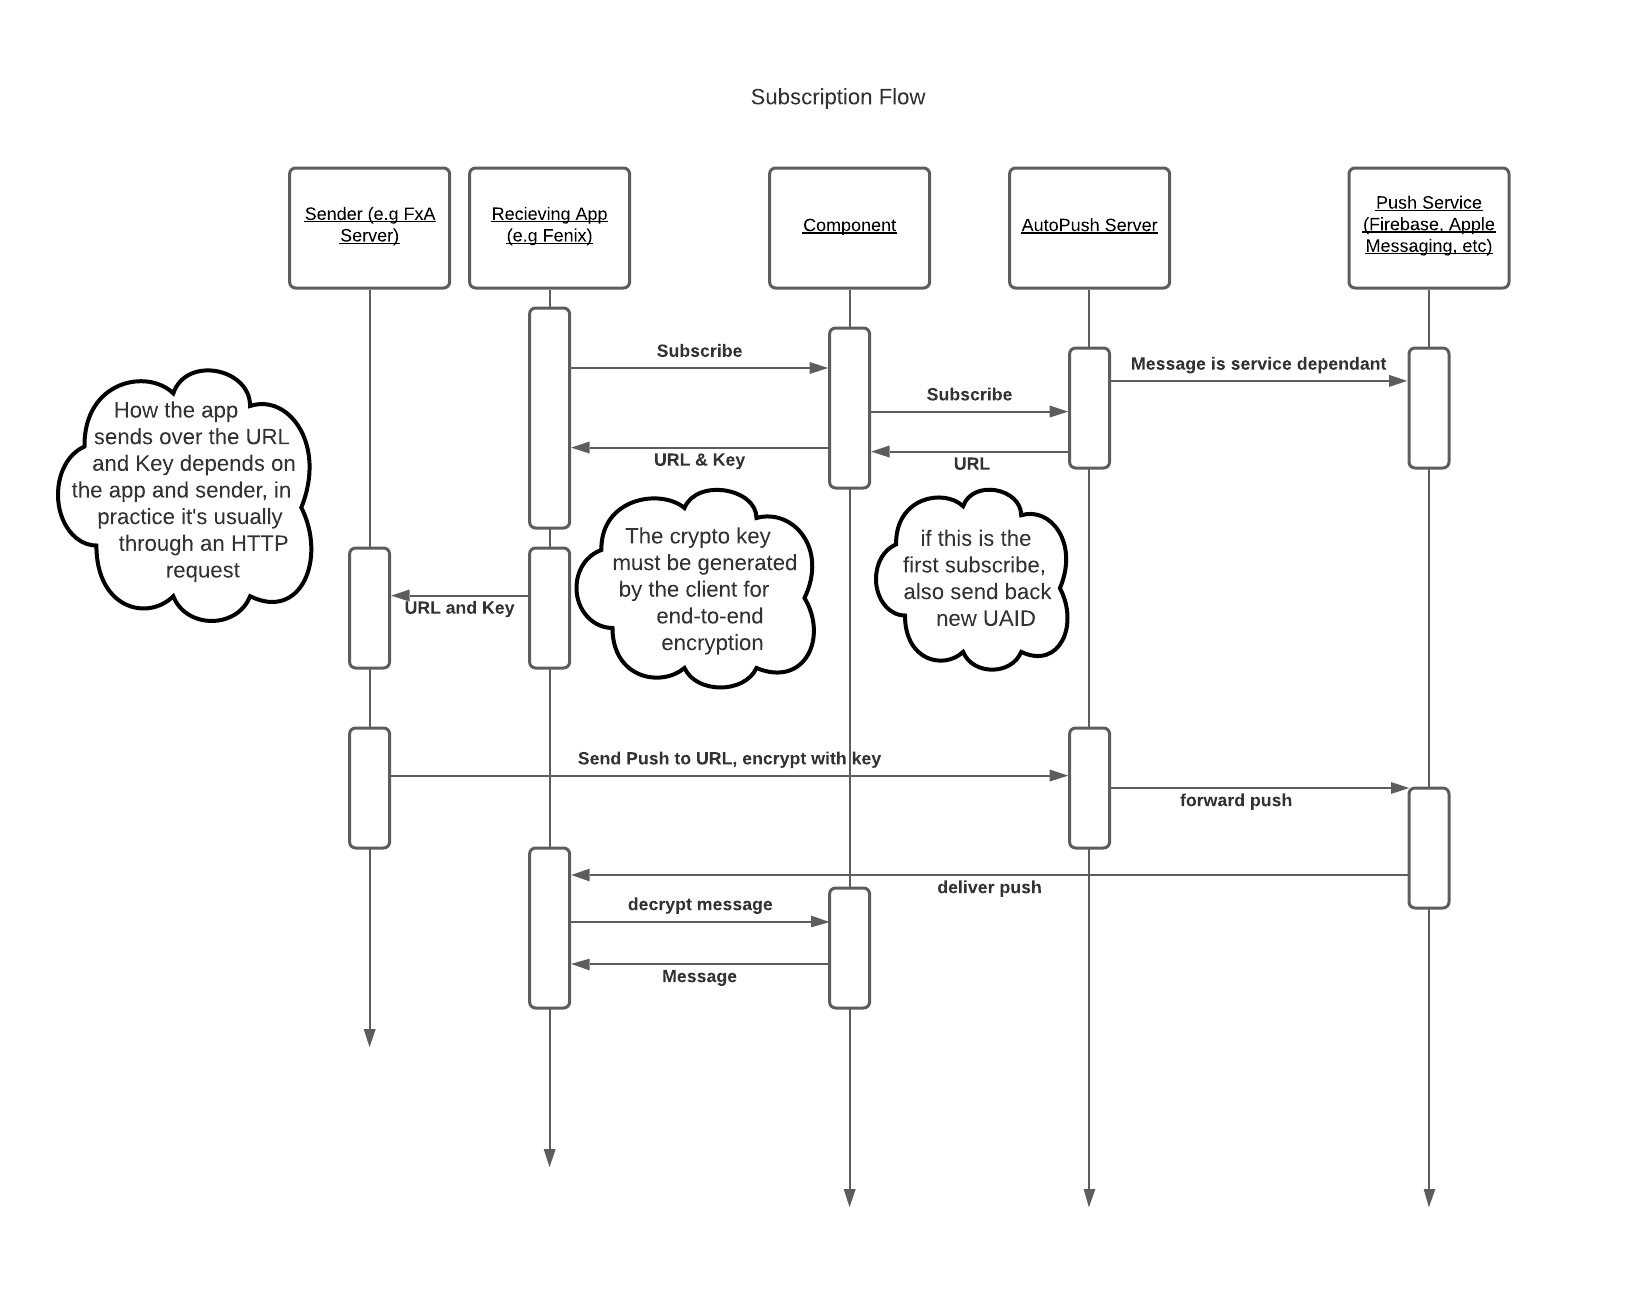 Subscription Flow
Sender (e.g FxA
Server)
Recieving App
(e.g Fenix)
Component
AutoPush Server
Push Service
(Firebase, Apple
Messaging, etc)
Subscribe
Message is service dependant
Subscribe
URL & Key
URL
How the app
sends over the URL
and Key depends on
the app and sender, in
practice it's usually
through an HTTP
request
The crypto key
must be generated
by the client for
end-to-end
encryption
if this is the
first subscribe,
also send back
new UAID
URL and Key
Send Push to URL, encrypt with key
forward push
deliver push
decrypt message
Message